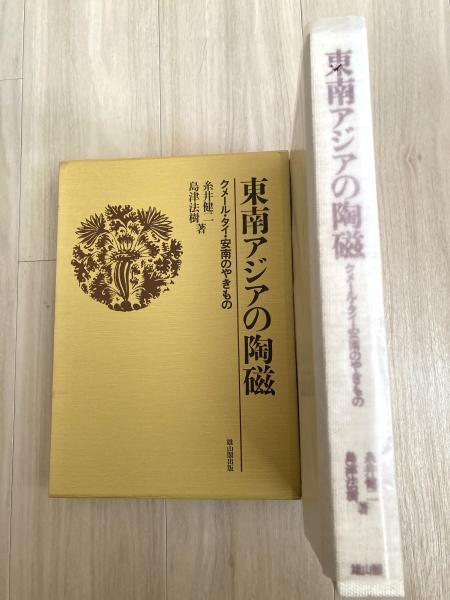 東南アジアの陶磁
クメール・タイ・安南のやきもの
糸井健二
島津法樹 著
雄山閣出版
東南アジアの陶磁
クメール・タイ・安南のやきもの
糸井健二
島津法樹 著
雄山閣